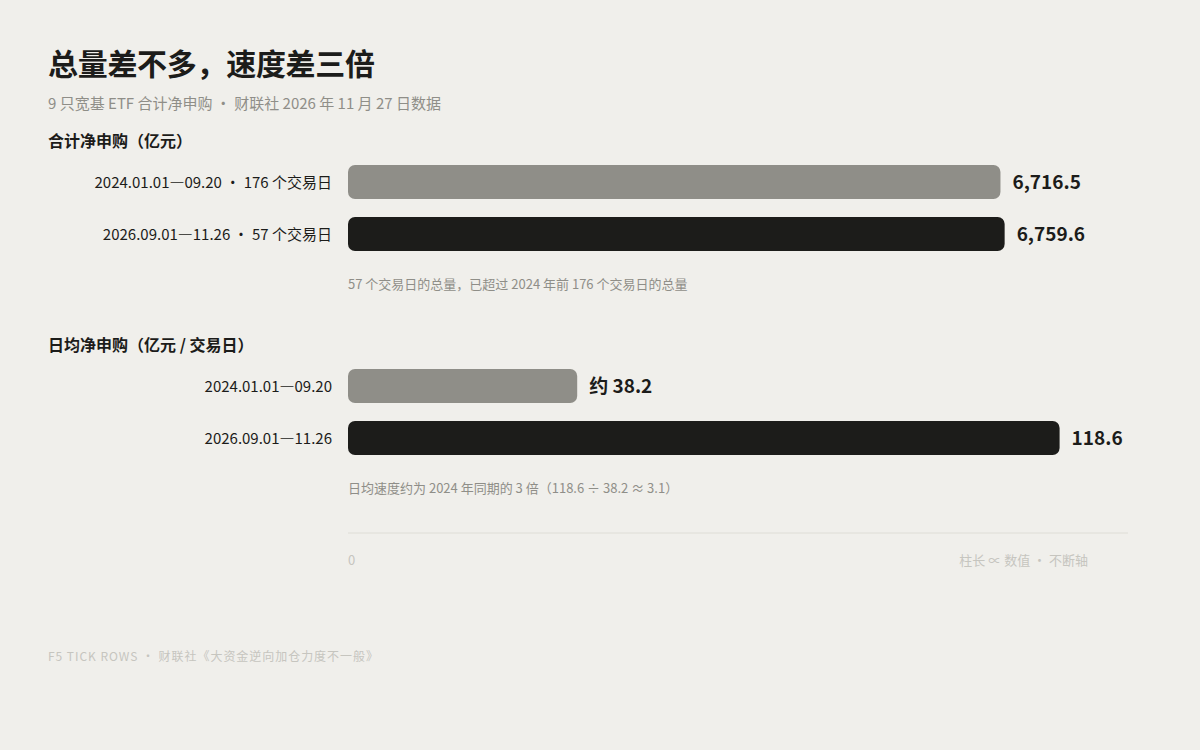 总量差不多，速度差三倍
9 只宽基 ETF 合计净申购 · 财联社 2026 年 11 月 27 日数据
合计净申购（亿元）
2024.01.01—09.20 · 176 个交易日 6,716.5
2026.09.01—11.26 · 57 个交易日 6,759.6
57 个交易日的总量，已超过 2024 年前 176 个交易日的总量
日均净申购（亿元 / 交易日）
2024.01.01—09.20 约 38.2
2026.09.01—11.26 118.6
日均速度约为 2024 年同期的 3 倍（118.6 ÷ 38.2 ≈ 3.1）
0 柱长 ∝ 数值 · 不断轴
F5 TICK ROWS · 财联社《大资金逆向加仓力度不一般》